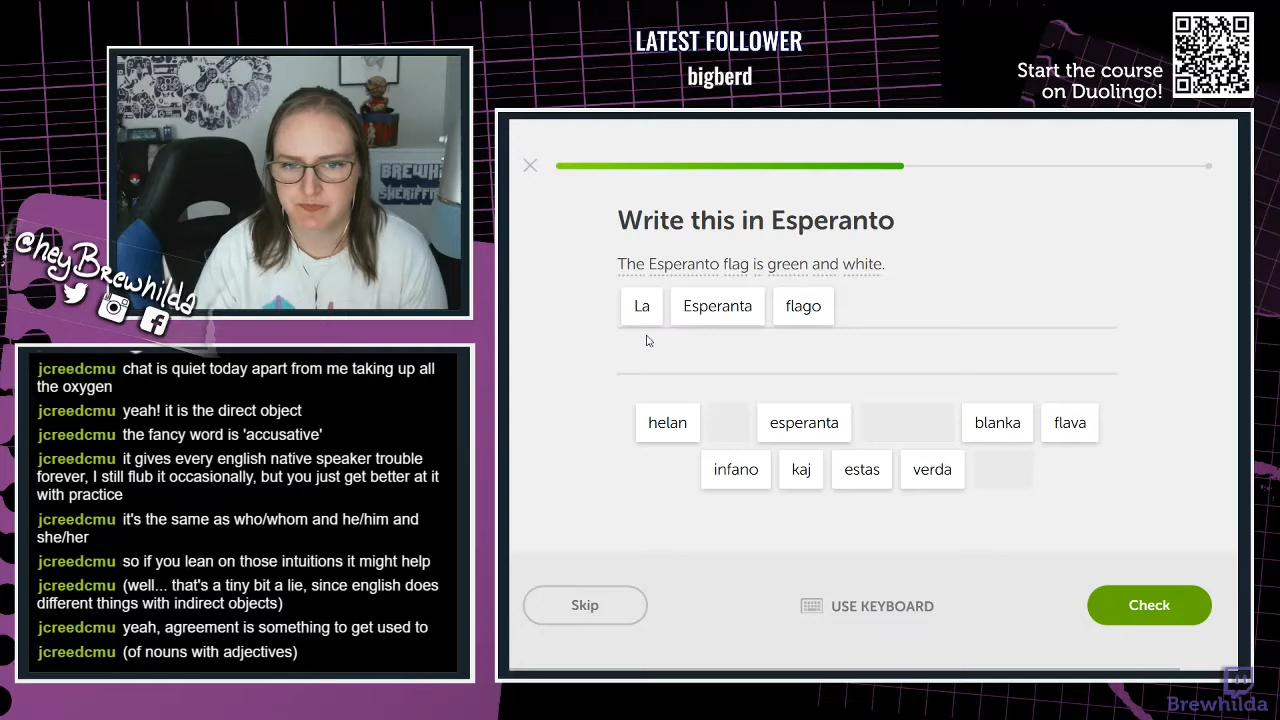 LATEST FOLLOWER
bigberd
Start the course
on Duolingo!
BREWH
SHERIFF
@heyBrewhilda
Write this in Esperanto
The Esperanto flag is green and white.
La Esperanta flago
helan esperanta blanka flava
infano kaj estas verda
Skip
USE KEYBOARD
Check
jcreedcmu chat is quiet today apart from me taking up all
the oxygen
jcreedcmu yeah! it is the direct object
jcreedcmu the fancy word is 'accusative'
jcreedcmu it gives every english native speaker trouble
forever, I still flub it occasionally, but you just get better at it
with practice
jcreedcmu it's the same as who/whom and he/him and
she/her
jcreedcmu so if you lean on those intuitions it might help
jcreedcmu (well... that's a tiny bit a lie, since english does
different things with indirect objects)
jcreedcmu yeah, agreement is something to get used to
jcreedcmu (of nouns with adjectives)
Brewhilda